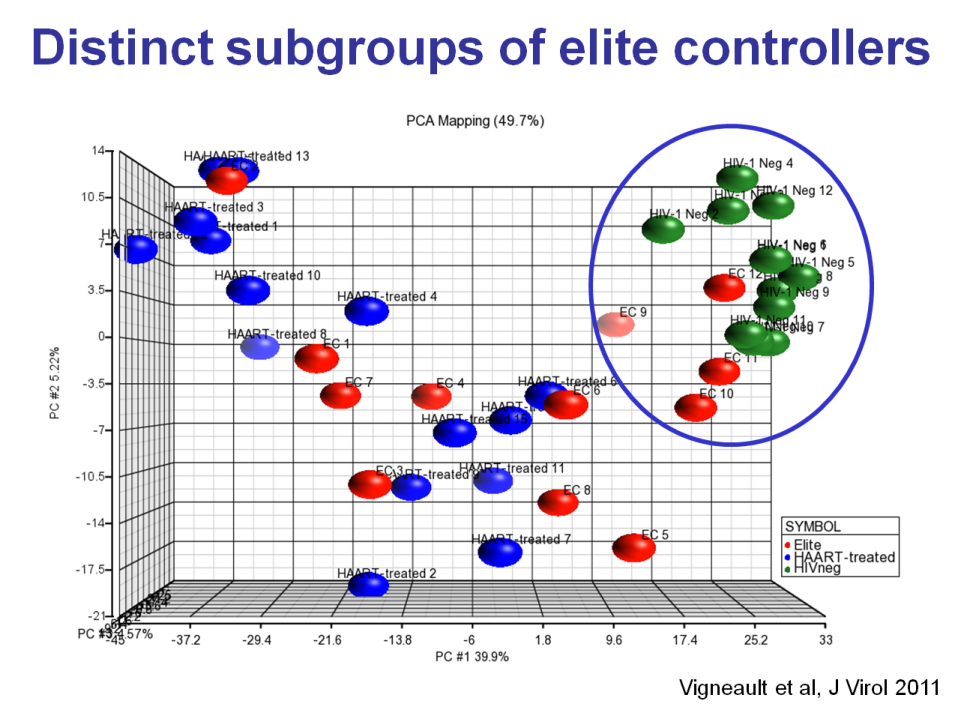 Distinct subgroups of elite controllers
PCA Mapping (49.7%)
14
10.5
7
3.5
0
-3.5
-7
-10.5
-14
-17.5
-21
PC #2 5.22%
HAART-treated 13
EC 2
HAART-treated 3
HAART-treated 1
HAART-treated 10
HAART-treated 4
HAART-treated 8
EC 1
EC 7
EC 4
HAART-treated 6
EC 6
HAART-treated 15
EC 3
HAART-treated 11
EC 8
HAART-treated 7
EC 5
HAART-treated 2
HIV-1 Neg 4
HIV-1 Neg 12
HIV-1 Neg 2
HIV-1 Neg 6
HIV-1 Neg 5
EC 12
Neg 8
HIV-1 Neg 9
EC 9
HIV-1 Neg 11
Neg 7
EC 11
EC 10
SYMBOL
Elite
HAART-treated
HIVneg
PC #3 4.57%
-45
-37.2
-29.4
-21.6
-13.8
-6
1.8
9.6
17.4
25.2
33
PC #1 39.9%
Vigneault et al, J Virol 2011